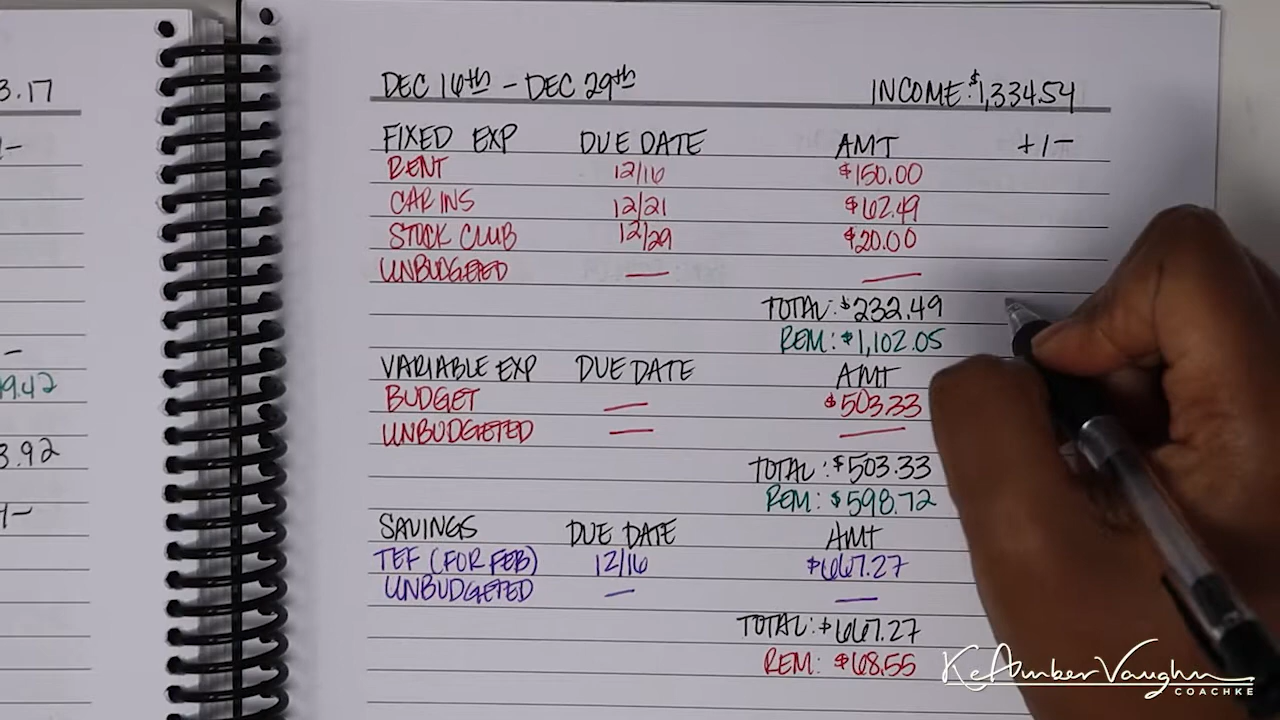 3.17
9.42
3.92
DEC 16th - DEC 29th INCOME: $1,334.54
FIXED EXP DUE DATE AMT +/-
RENT 12/16 $150.00
CAR INS 12/21 $62.49
STOCK CLUB 12/29 $20.00
UNBUDGETED — —
TOTAL: $232.49
REM: $1,102.05
VARIABLE EXP DUE DATE AMT
BUDGET — $503.33
UNBUDGETED — —
TOTAL: $503.33
REM: $598.72
SAVINGS DUE DATE AMT
TEF (FOR FEB) 12/16 $667.27
UNBUDGETED — —
TOTAL: $667.27
REM: $68.55
KeAmber Vaughn
COACHKE